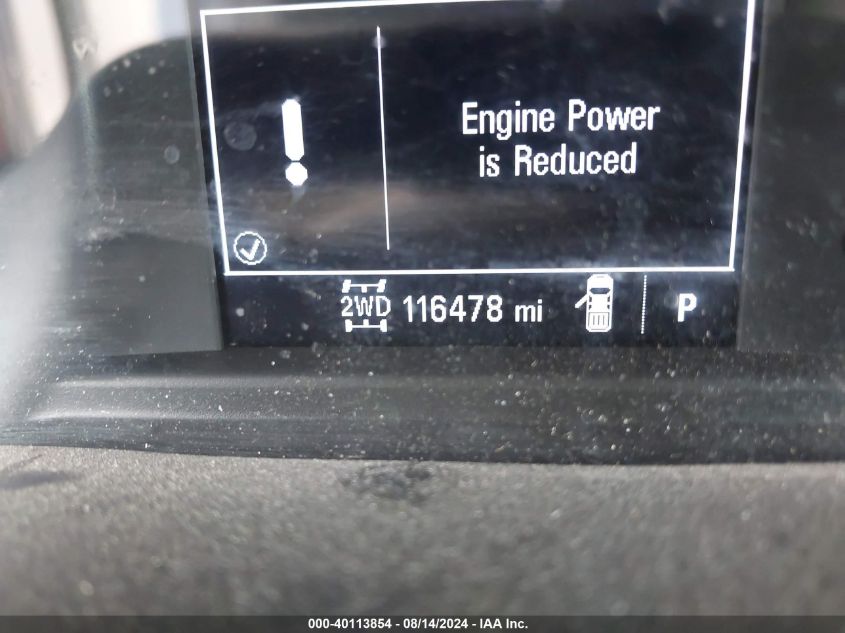 Engine Power
is Reduced
2WD 116478 mi P
000-40113854 - 08/14/2024 - IAA Inc.